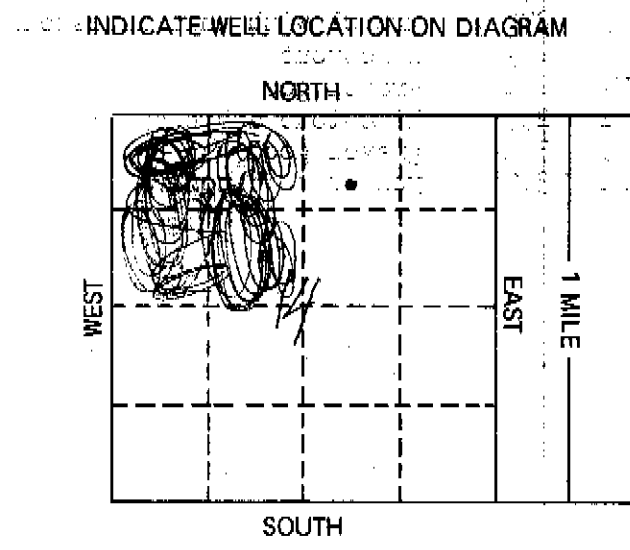 INDICATE WELL LOCATION ON DIAGRAM
NORTH
WEST
EAST
1 MILE
SOUTH